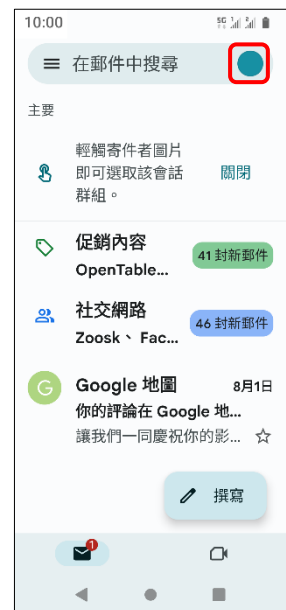 10:00
在郵件中搜尋
主要
輕觸寄件者圖片
即可選取該會話
群組。
關閉
促銷內容
41 封新郵件
OpenTable...
社交網路
46 封新郵件
Zoosk、Fac...
G
Google 地圖
8月1日
你的評論在 Google 地...
讓我們一同慶祝你的影...
撰寫
1